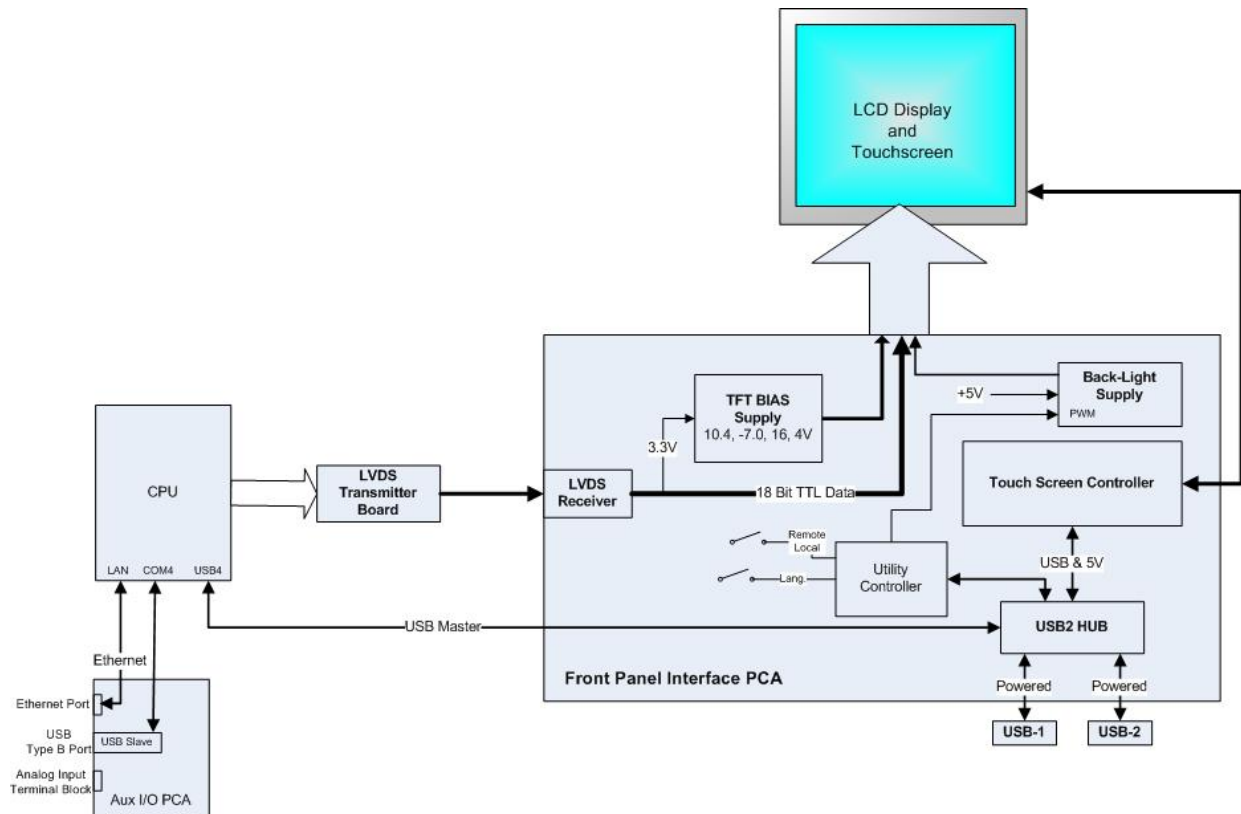 LCD Display
and
Touchscreen
TFT BIAS
Supply
10.4, -7.0, 16, 4V
Back-Light
Supply
+5V
PWM
3.3V
CPU
LVDS
Transmitter
Board
LVDS
Receiver
18 Bit TTL Data
Touch Screen Controller
Remote
Local
Lang.
Utility
Controller
USB & 5V
LAN COM4 USB4
USB Master
USB2 HUB
Ethernet
Front Panel Interface PCA
Powered
Powered
Ethernet Port
USB-1
USB-2
USB
Type B Port
USB Slave
Analog Input
Terminal Block
Aux I/O PCA